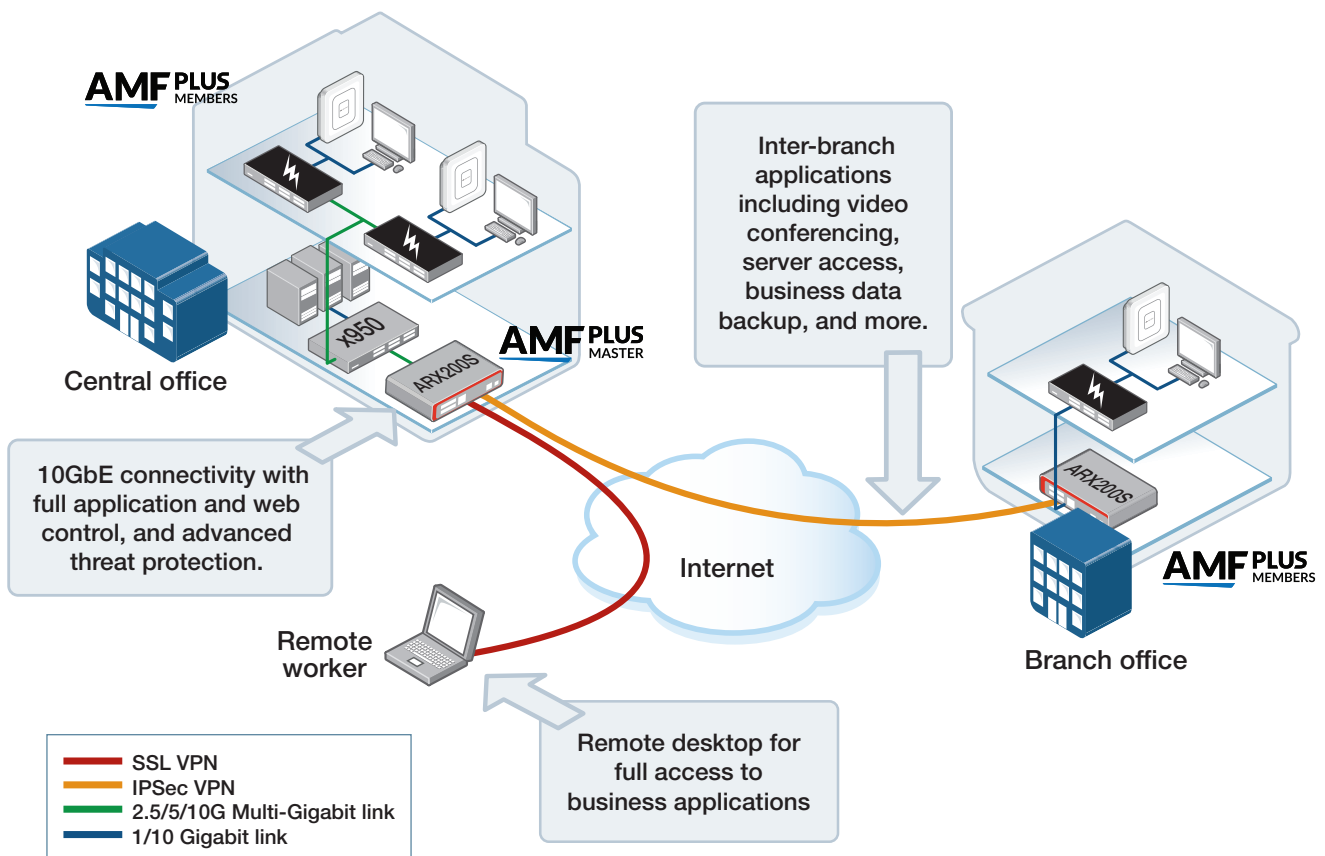 AMF PLUS
MEMBERS
Central office
x950
ARX200S
AMF PLUS
MASTER
10GbE connectivity with
full application and web
control, and advanced
threat protection.
Inter-branch
applications
including video
conferencing,
server access,
business data
backup, and more.
Internet
ARX200S
AMF PLUS
MEMBERS
Branch office
Remote
worker
Remote desktop for
full access to
business applications
SSL VPN
IPSec VPN
2.5/5/10G Multi-Gigabit link
1/10 Gigabit link